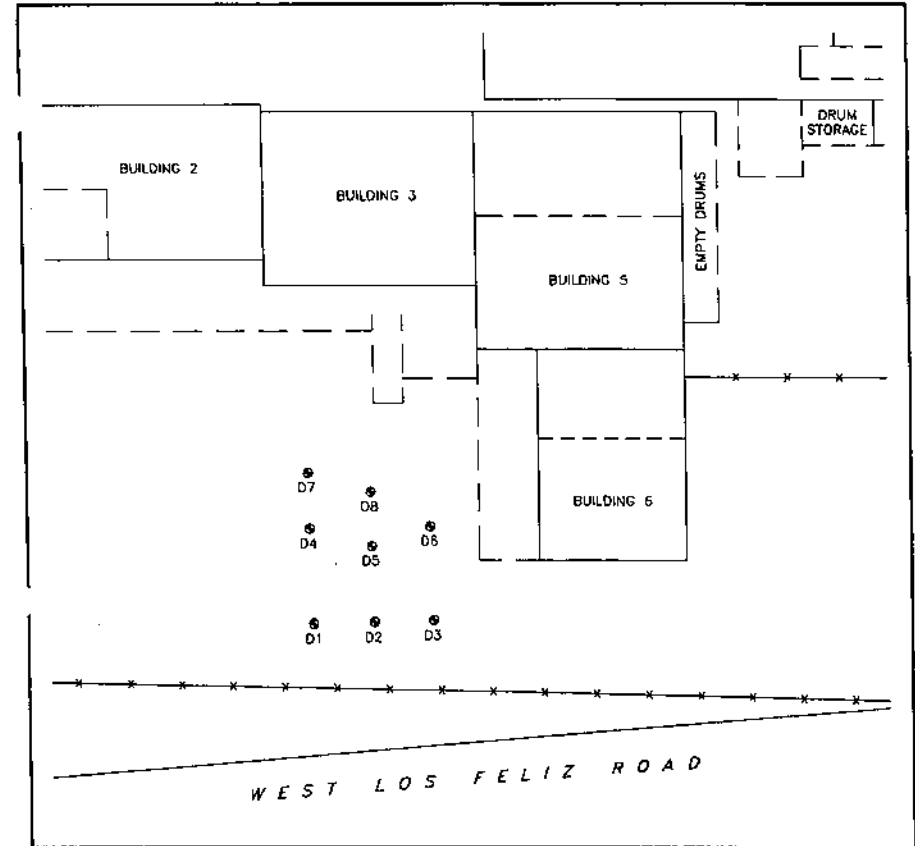 DRUM
STORAGE
BUILDING 2
BUILDING 3
EMPTY DRUMS
BUILDING 5
D7
D8
BUILDING 6
D4
D6
D5
D1
D2
D3
WEST LOS FELIZ ROAD